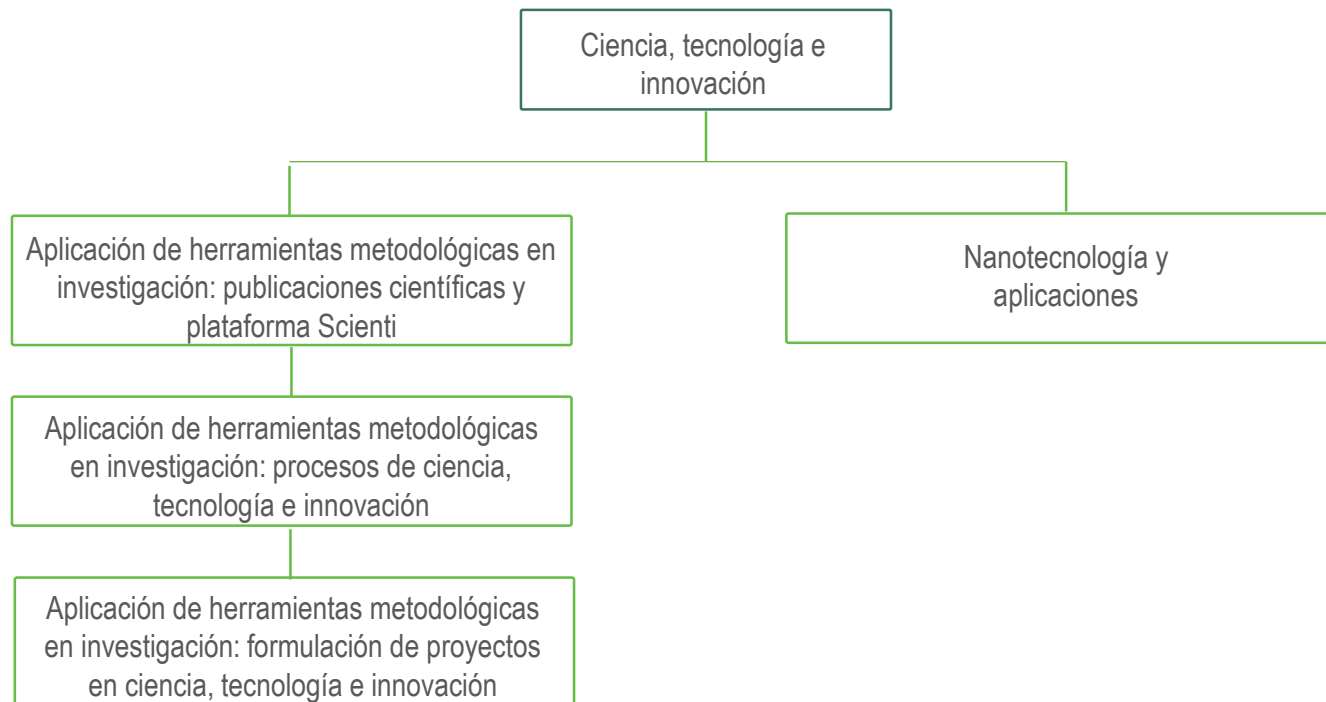 Ciencia, tecnología e
innovación
Aplicación de herramientas metodológicas en
investigación: publicaciones científicas y
plataforma Scienti
Nanotecnología y
aplicaciones
Aplicación de herramientas metodológicas
en investigación: procesos de ciencia,
tecnología e innovación
Aplicación de herramientas metodológicas
en investigación: formulación de proyectos
en ciencia, tecnología e innovación